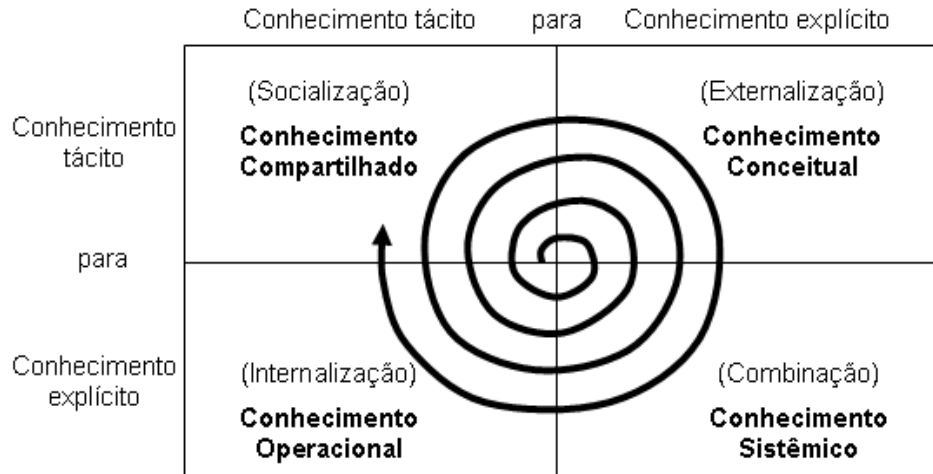 Conhecimento tácito para Conhecimento explícito
(Socialização)
Conhecimento
Compartilhado
(Externalização)
Conhecimento
Conceitual
Conhecimento
tácito
para
Conhecimento
explícito
(Internalização)
Conhecimento
Operacional
(Combinação)
Conhecimento
Sistêmico